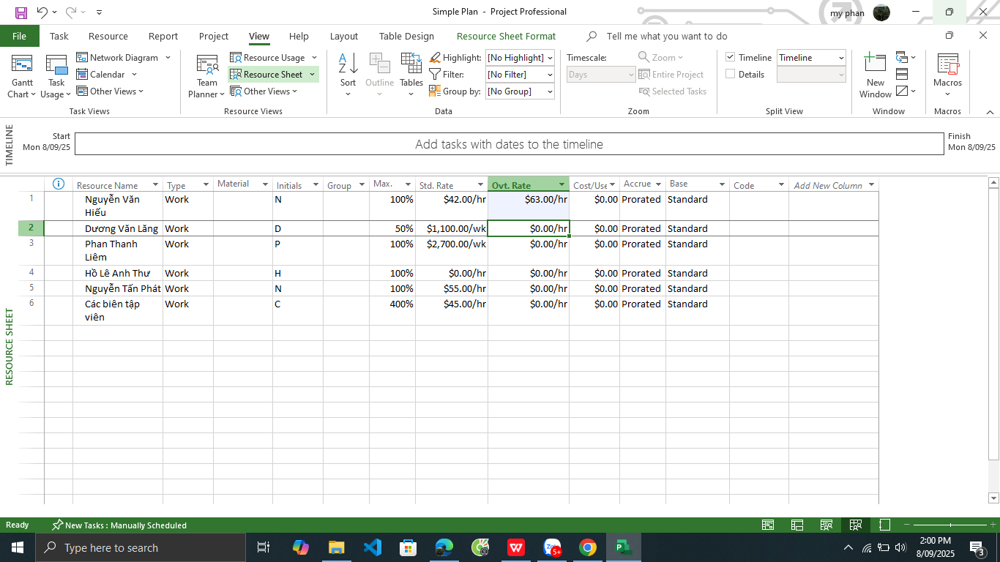 Simple Plan - Project Professional
my phan
File Task Resource Report Project View Help Layout Table Design Resource Sheet Format Tell me what you want to do
Gantt Chart
Task Usage
Network Diagram
Calendar
Other Views
Task Views
Team Planner
Resource Usage
Resource Sheet
Other Views
Resource Views
Sort
Outline
Tables
Highlight: [No Highlight]
Filter: [No Filter]
Group by: [No Group]
Data
Timescale:
Days
Zoom
Entire Project
Selected Tasks
Zoom
Timeline Timeline
Details
Split View
New Window
Window
Macros
Macros
TIMELINE
Start
Mon 8/09/25
Add tasks with dates to the timeline
Finish
Mon 8/09/25
RESOURCE SHEET
Resource Name Type Material Initials Group Max. Std. Rate Ovt. Rate Cost/Use Accrue Base Code Add New Column
1 Nguyễn Văn Hiếu Work N 100% $42.00/hr $63.00/hr $0.00 Prorated Standard
2 Dương Văn Lăng Work D 50% $1,100.00/wk $0.00/hr $0.00 Prorated Standard
3 Phan Thanh Liêm Work P 100% $2,700.00/wk $0.00/hr $0.00 Prorated Standard
4 Hồ Lê Anh Thư Work H 100% $0.00/hr $0.00/hr $0.00 Prorated Standard
5 Nguyễn Tấn Phát Work N 100% $55.00/hr $0.00/hr $0.00 Prorated Standard
6 Các biên tập viên Work C 400% $45.00/hr $0.00/hr $0.00 Prorated Standard
Ready New Tasks : Manually Scheduled
Type here to search
5+
2:00 PM
8/09/2025
3